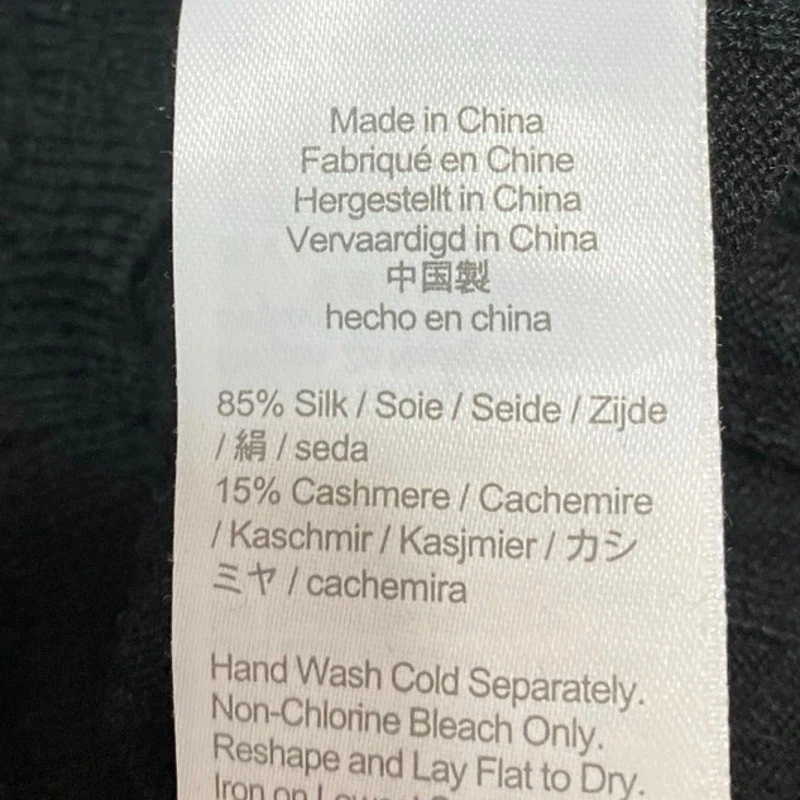 Made in China
Fabriqué en Chine
Hergestellt in China
Vervaardigd in China
中国製
hecho en china
85% Silk / Soie / Seide / Zijde
/ 絹 / seda
15% Cashmere / Cachemire
/ Kaschmir / Kasjmier / カシ
ミヤ / cachemira
Hand Wash Cold Separately.
Non-Chlorine Bleach Only.
Reshape and Lay Flat to Dry.
Iron on